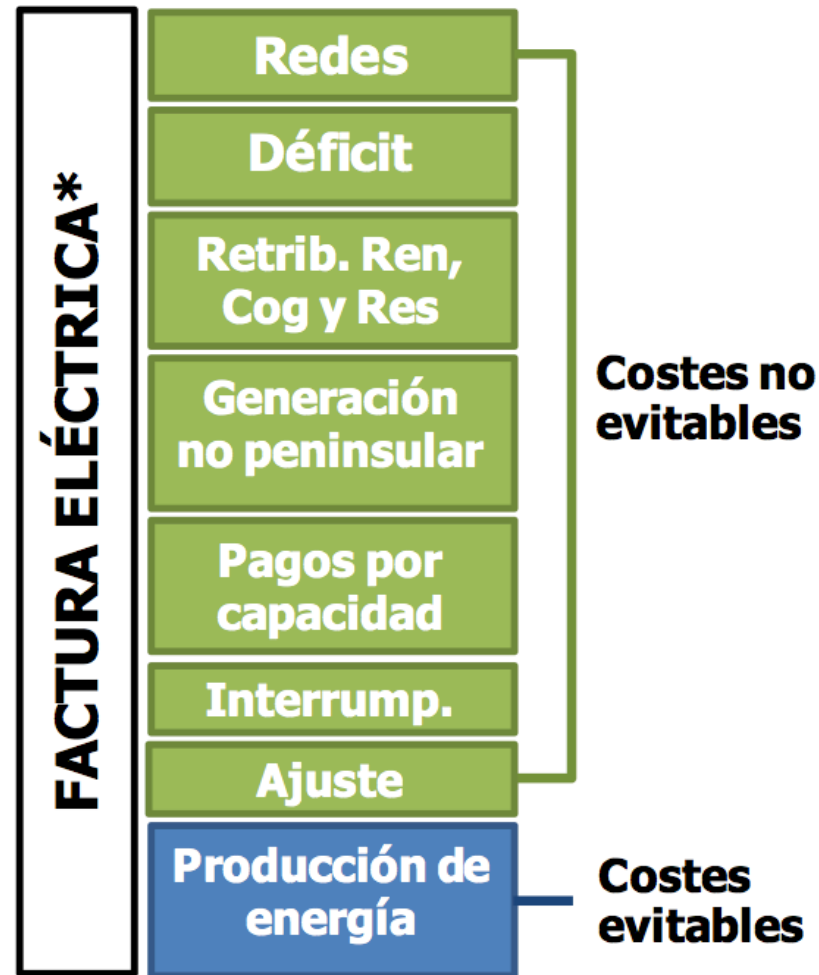 FACTURA ELÉCTRICA*
Redes
Déficit
Retrib. Ren,
Cog y Res
Generación
no peninsular
Pagos por
capacidad
Interrump.
Ajuste
Producción de
energía
Costes no
evitables
Costes
evitables